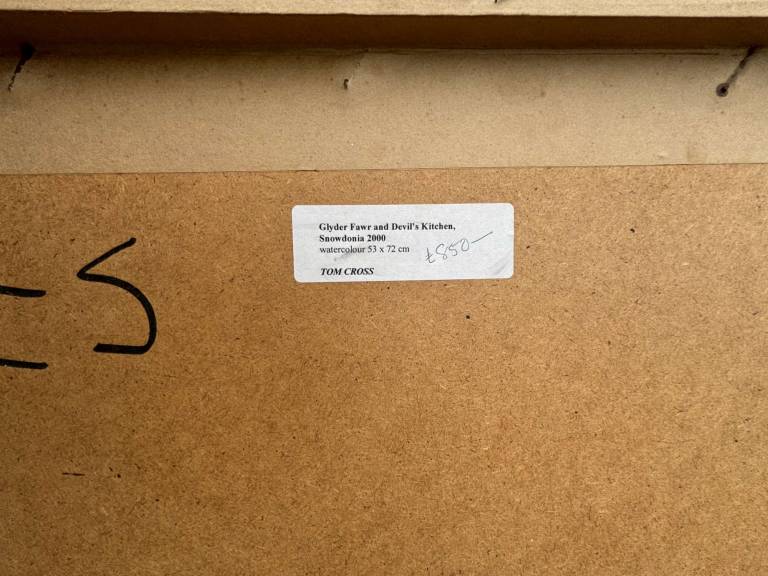 Glyder Fawr and Devil's Kitchen,
Snowdonia 2000
watercolour 53 x 72 cm
£850—
TOM CROSS
S